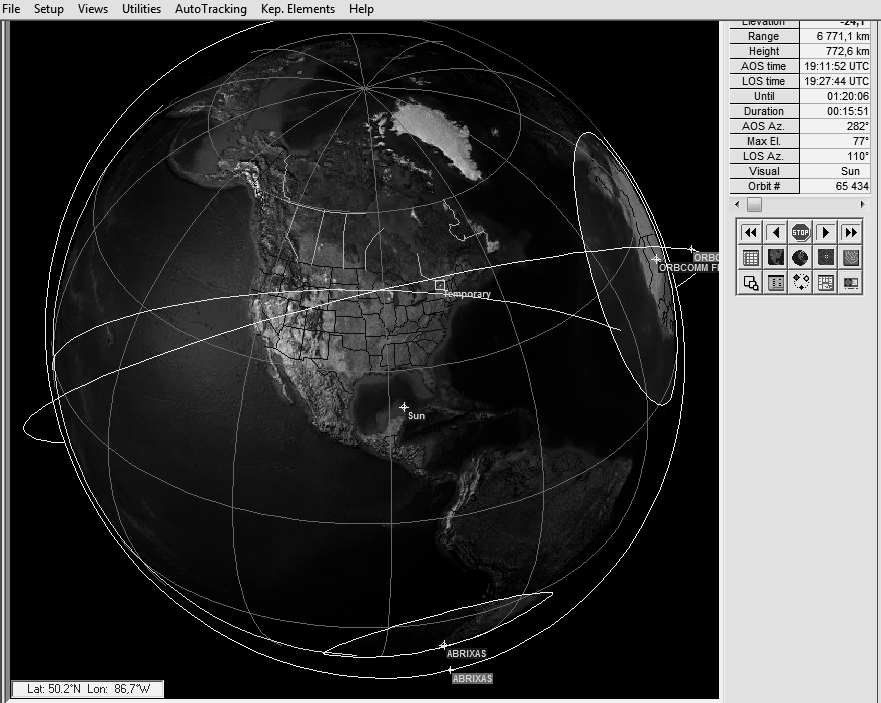 File Setup Views Utilities AutoTracking Kep. Elements Help
Elevation -24,1°
Range 6 771,1 km
Height 772,6 km
AOS time 19:11:52 UTC
LOS time 19:27:44 UTC
Until 01:20:06
Duration 00:15:51
AOS Az. 282°
Max El. 77°
LOS Az. 110°
Visual Sun
Orbit # 65 434
STOP
ORBC
ORBCOMM F
Temporary
Sun
ABRIXAS
ABRIXAS
Lat: 50.2°N Lon: 86,7°W